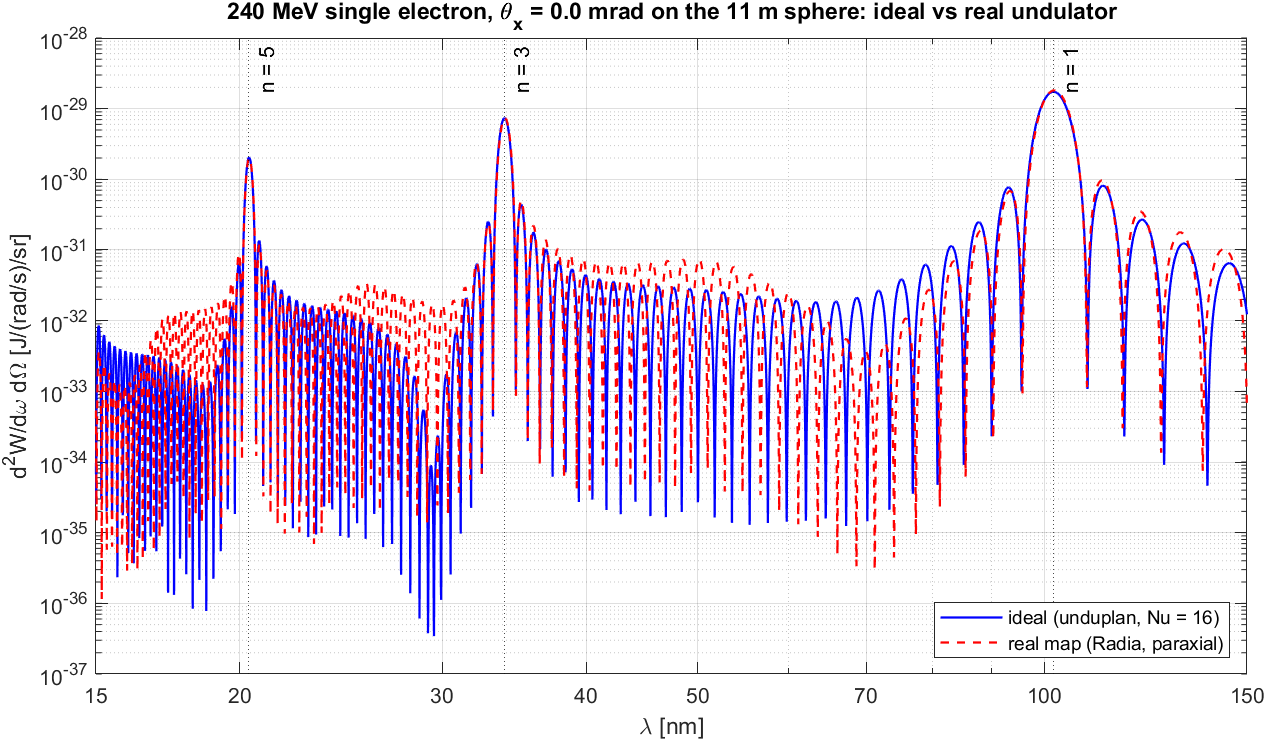 240 MeV single electron, θx = 0.0 mrad on the 11 m sphere: ideal vs real undulator
10-28
10-29
10-30
10-31
10-32
10-33
10-34
10-35
10-36
10-37
d2W/dω dΩ [J/(rad/s)/sr]
n = 5
n = 3
n = 1
ideal (unduplan, Nu = 16)
real map (Radia, paraxial)
15
20
30
40
50
70
100
150
λ [nm]